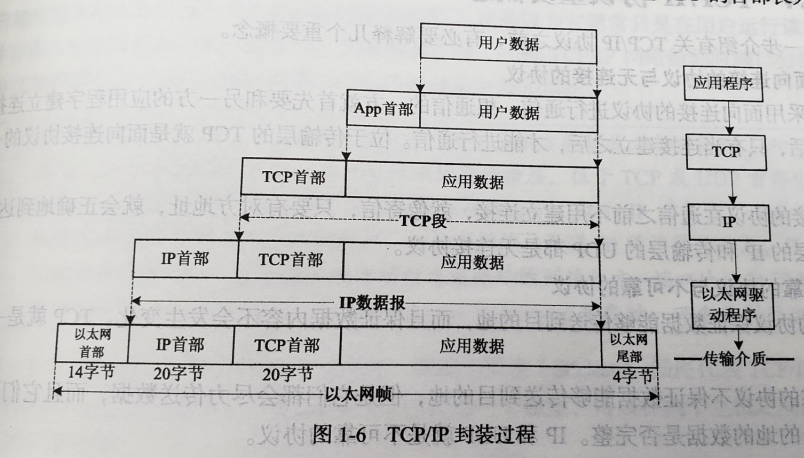 用户数据
App首部 用户数据
TCP首部 应用数据
TCP段
IP首部 TCP首部 应用数据
IP数据报
以太网首部 IP首部 TCP首部 应用数据 以太网尾部
14字节 20字节 20字节 4字节
以太网帧
应用程序
TCP
IP
以太网驱动程序
传输介质
图 1-6 TCP/IP 封装过程